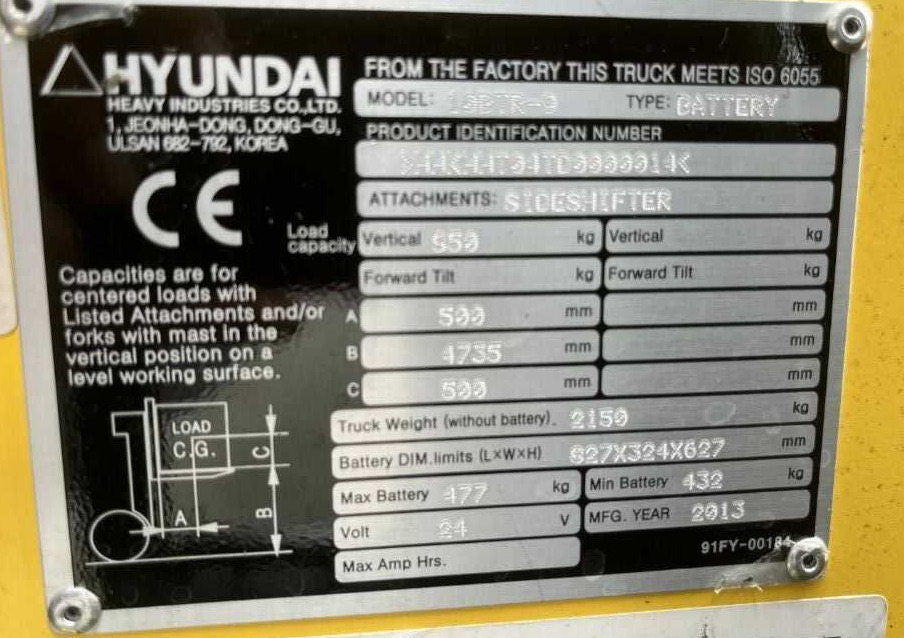 HYUNDAI
HEAVY INDUSTRIES CO.,LTD.
1, JEONHA-DONG, DONG-GU,
ULSAN 682-792, KOREA
CE
FROM THE FACTORY THIS TRUCK MEETS ISO 6055
MODEL: TYPE: BATTERY
PRODUCT IDENTIFICATION NUMBER
ATTACHMENTS: SIDESHIFTER
Load
capacity
Vertical kg Vertical kg
Forward Tilt kg Forward Tilt kg
A 500 mm mm
B 4735 mm mm
C 500 mm mm
Truck Weight (without battery). 2150 kg
Battery DIM.limits (L×W×H) mm
Max Battery 477 kg Min Battery 432 kg
Volt 24 V MFG. YEAR 2013
Max Amp Hrs.
Capacities are for
centered loads with
Listed Attachments and/or
forks with mast in the
vertical position on a
level working surface.
LOAD
C.G.
C
A
B